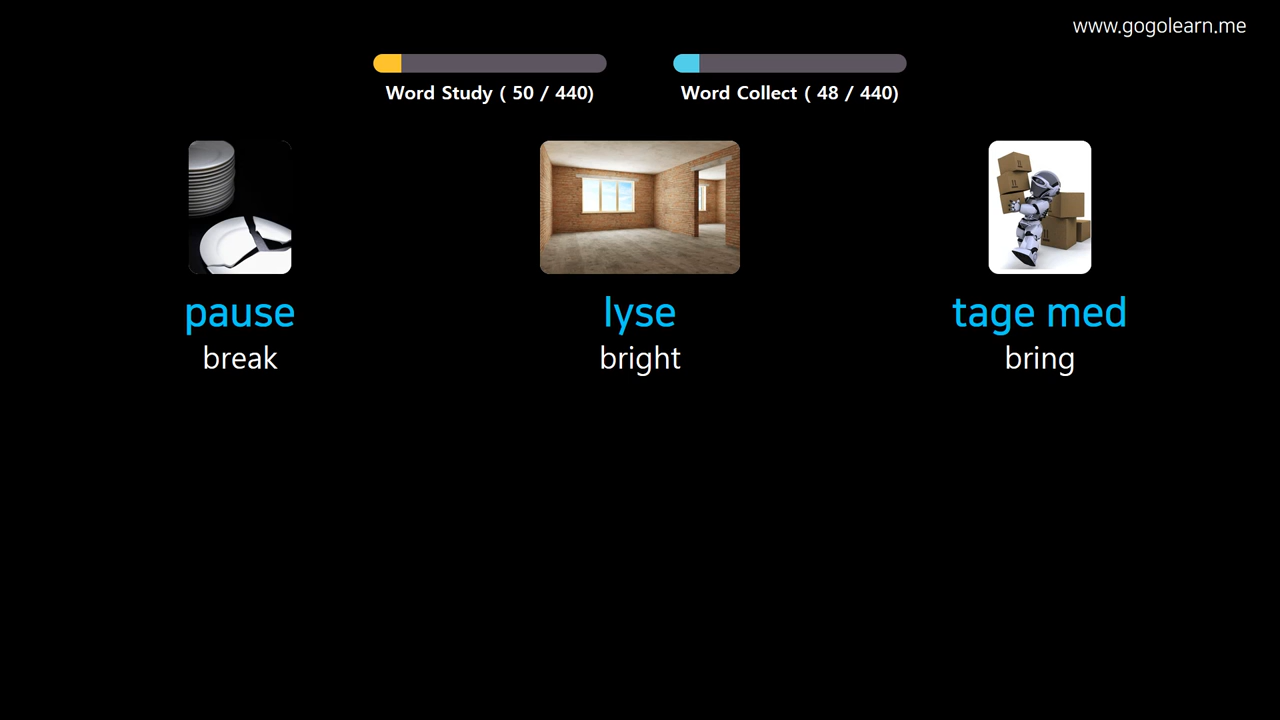 www.gogolearn.me
Word Study ( 50 / 440)
Word Collect ( 48 / 440)
pause
break
lyse
bright
tage med
bring